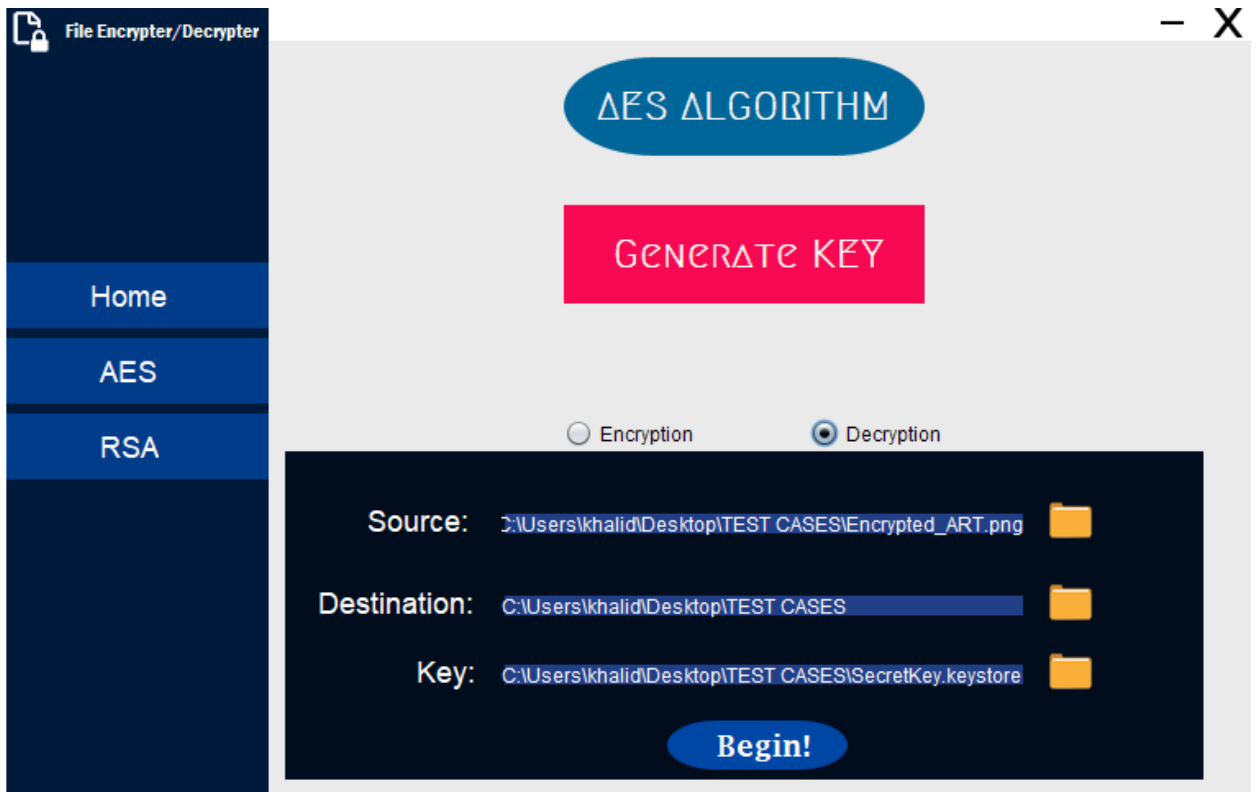 File Encrypter/Decrypter
– X
AES ALGORITHM
GENERATE KEY
Home
AES
RSA
Encryption Decryption
Source: C:\Users\khalid\Desktop\TEST CASES\Encrypted_ART.png
Destination: C:\Users\khalid\Desktop\TEST CASES
Key: C:\Users\khalid\Desktop\TEST CASES\SecretKey.keystore
Begin!